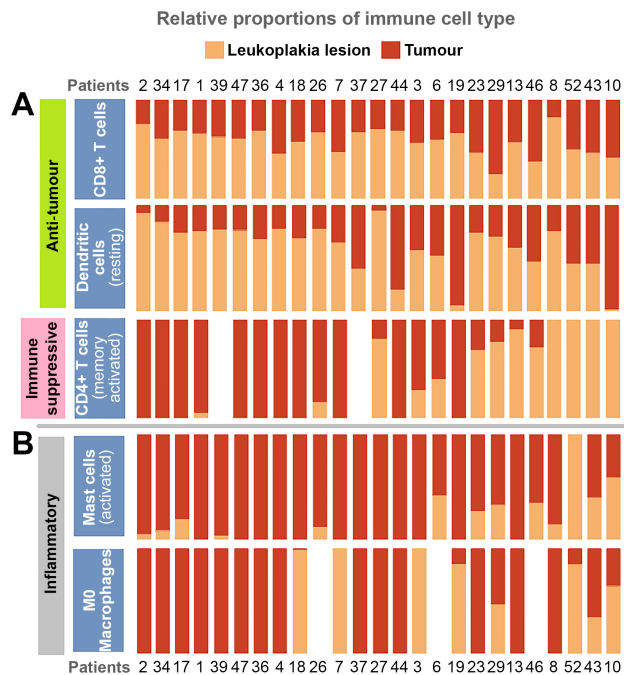 Relative proportions of immune cell type
Leukoplakia lesion Tumour
Patients 2 34 17 1 39 47 36 4 18 26 7 37 27 44 3 6 19 23 29 13 46 8 52 43 10
A
Anti-tumour
CD8+ T cells
Dendritic
cells
(resting)
Immune
suppressive
CD4+ T cells
(memory
activated)
B
Inflammatory
Mast cells
(activated)
M0
Macrophages
Patients 2 34 17 1 39 47 36 4 18 26 7 37 27 44 3 6 19 23 29 13 46 8 52 43 10